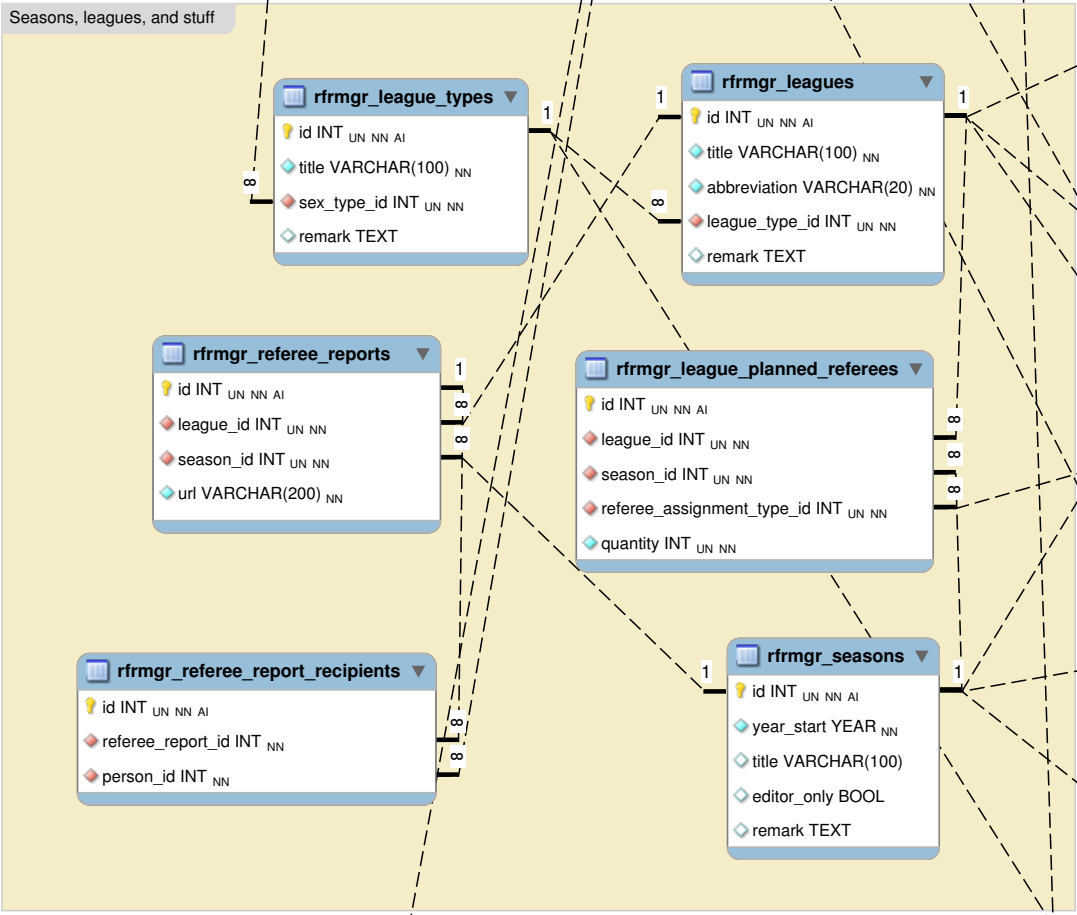 Seasons, leagues, and stuff
rfrmgr_league_types
id INT UN NN AI
title VARCHAR(100) NN
sex_type_id INT UN NN
remark TEXT
1
∞
rfrmgr_leagues
id INT UN NN AI
title VARCHAR(100) NN
abbreviation VARCHAR(20) NN
league_type_id INT UN NN
remark TEXT
1
1
∞
rfrmgr_referee_reports
id INT UN NN AI
league_id INT UN NN
season_id INT UN NN
url VARCHAR(200) NN
1
∞
∞
rfrmgr_league_planned_referees
id INT UN NN AI
league_id INT UN NN
season_id INT UN NN
referee_assignment_type_id INT UN NN
quantity INT UN NN
∞
∞
∞
rfrmgr_referee_report_recipients
id INT UN NN AI
referee_report_id INT NN
person_id INT NN
∞
∞
rfrmgr_seasons
id INT UN NN AI
year_start YEAR NN
title VARCHAR(100)
editor_only BOOL
remark TEXT
1
1